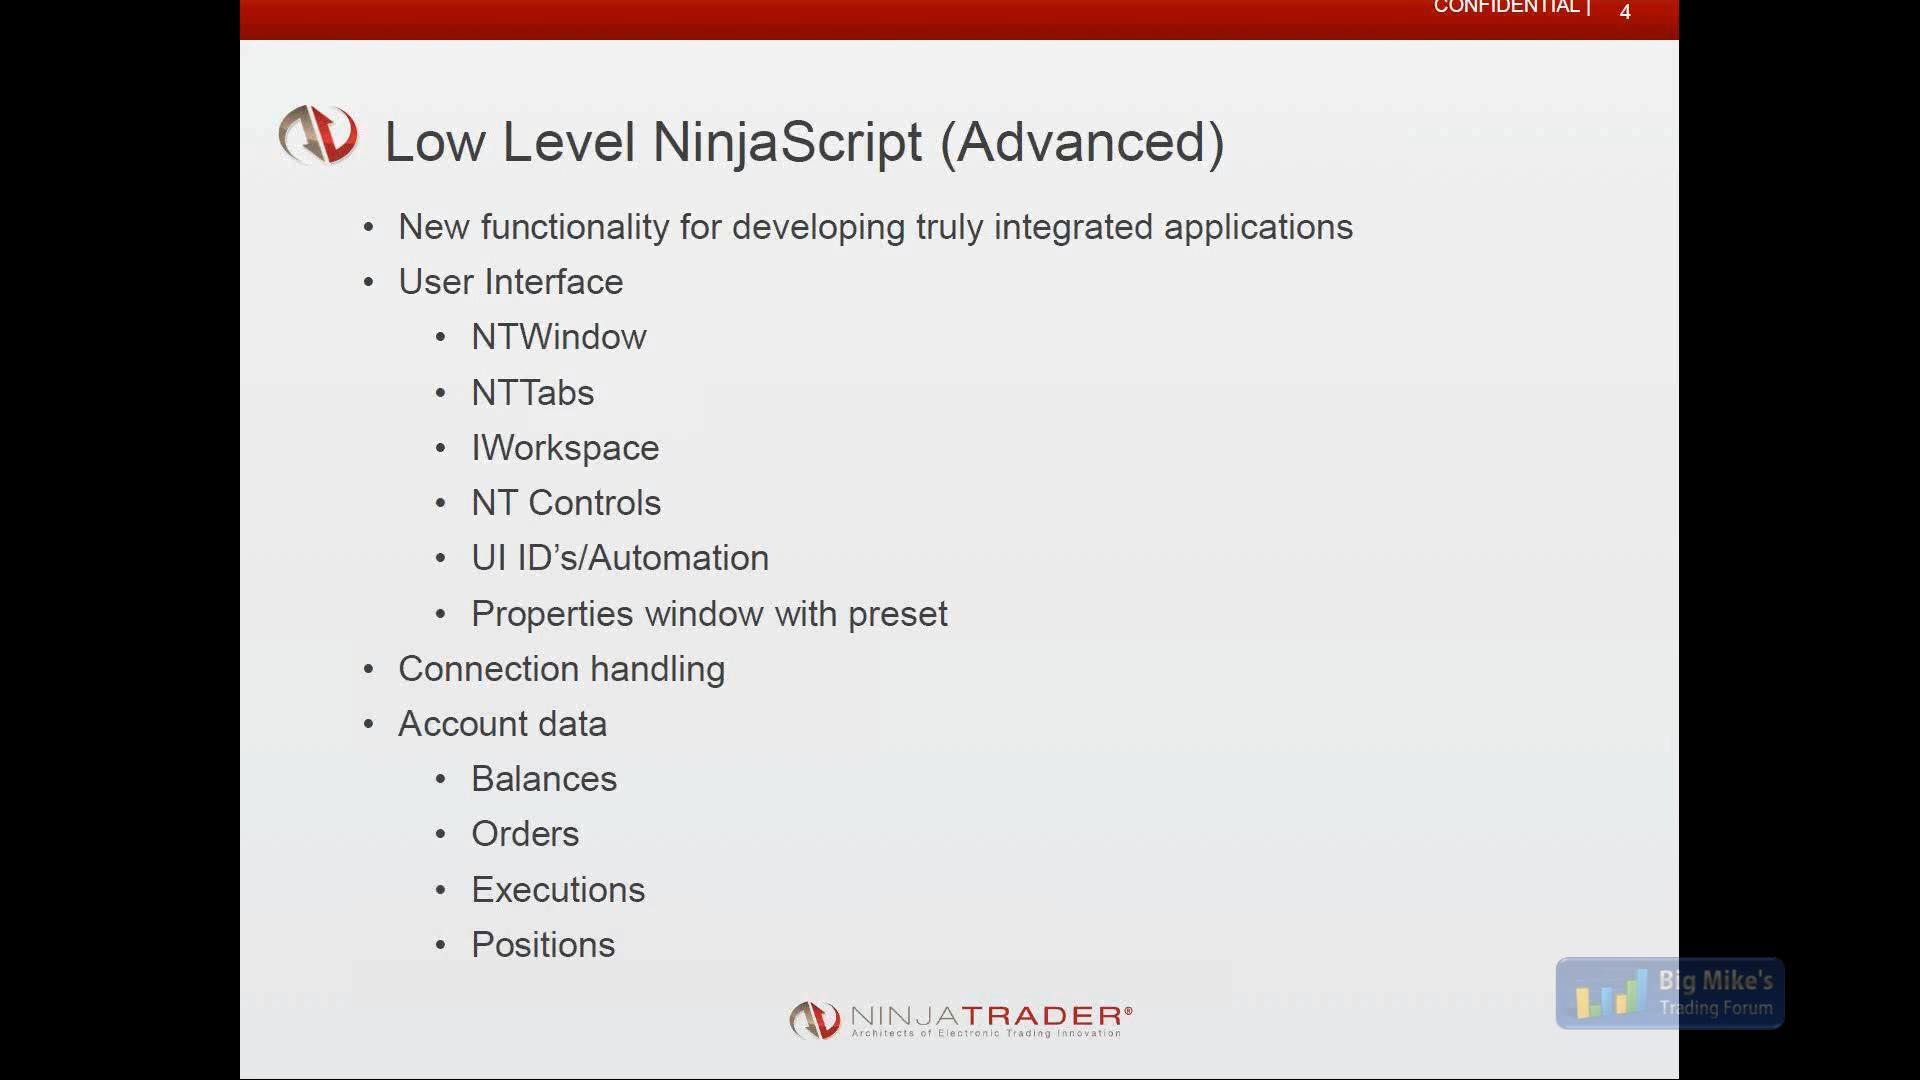 CONFIDENTIAL | 4
Low Level NinjaScript (Advanced)
• New functionality for developing truly integrated applications
• User Interface
• NTWindow
• NTTabs
• IWorkspace
• NT Controls
• UI ID’s/Automation
• Properties window with preset
• Connection handling
• Account data
• Balances
• Orders
• Executions
• Positions
NINJATRADER®
Architects of Electronic Trading Innovation
Big Mike's
Trading Forum